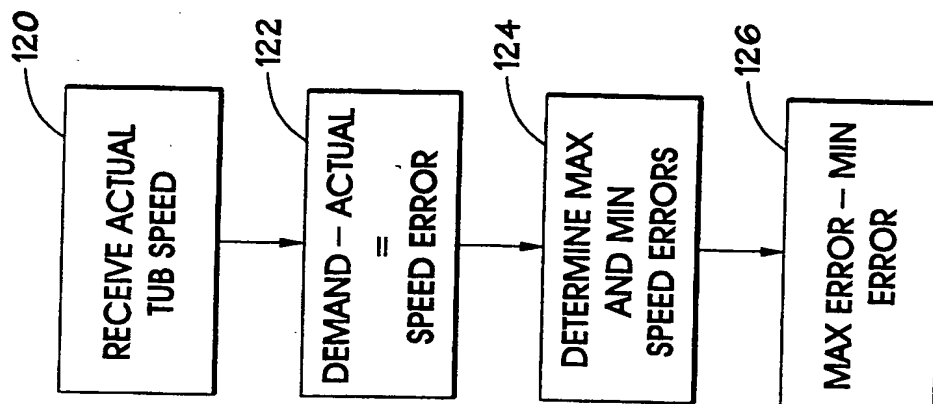 120
RECEIVE ACTUAL
TUB SPEED
122
DEMAND – ACTUAL
=
SPEED ERROR
124
DETERMINE MAX
AND MIN
SPEED ERRORS
126
MAX ERROR – MIN
ERROR